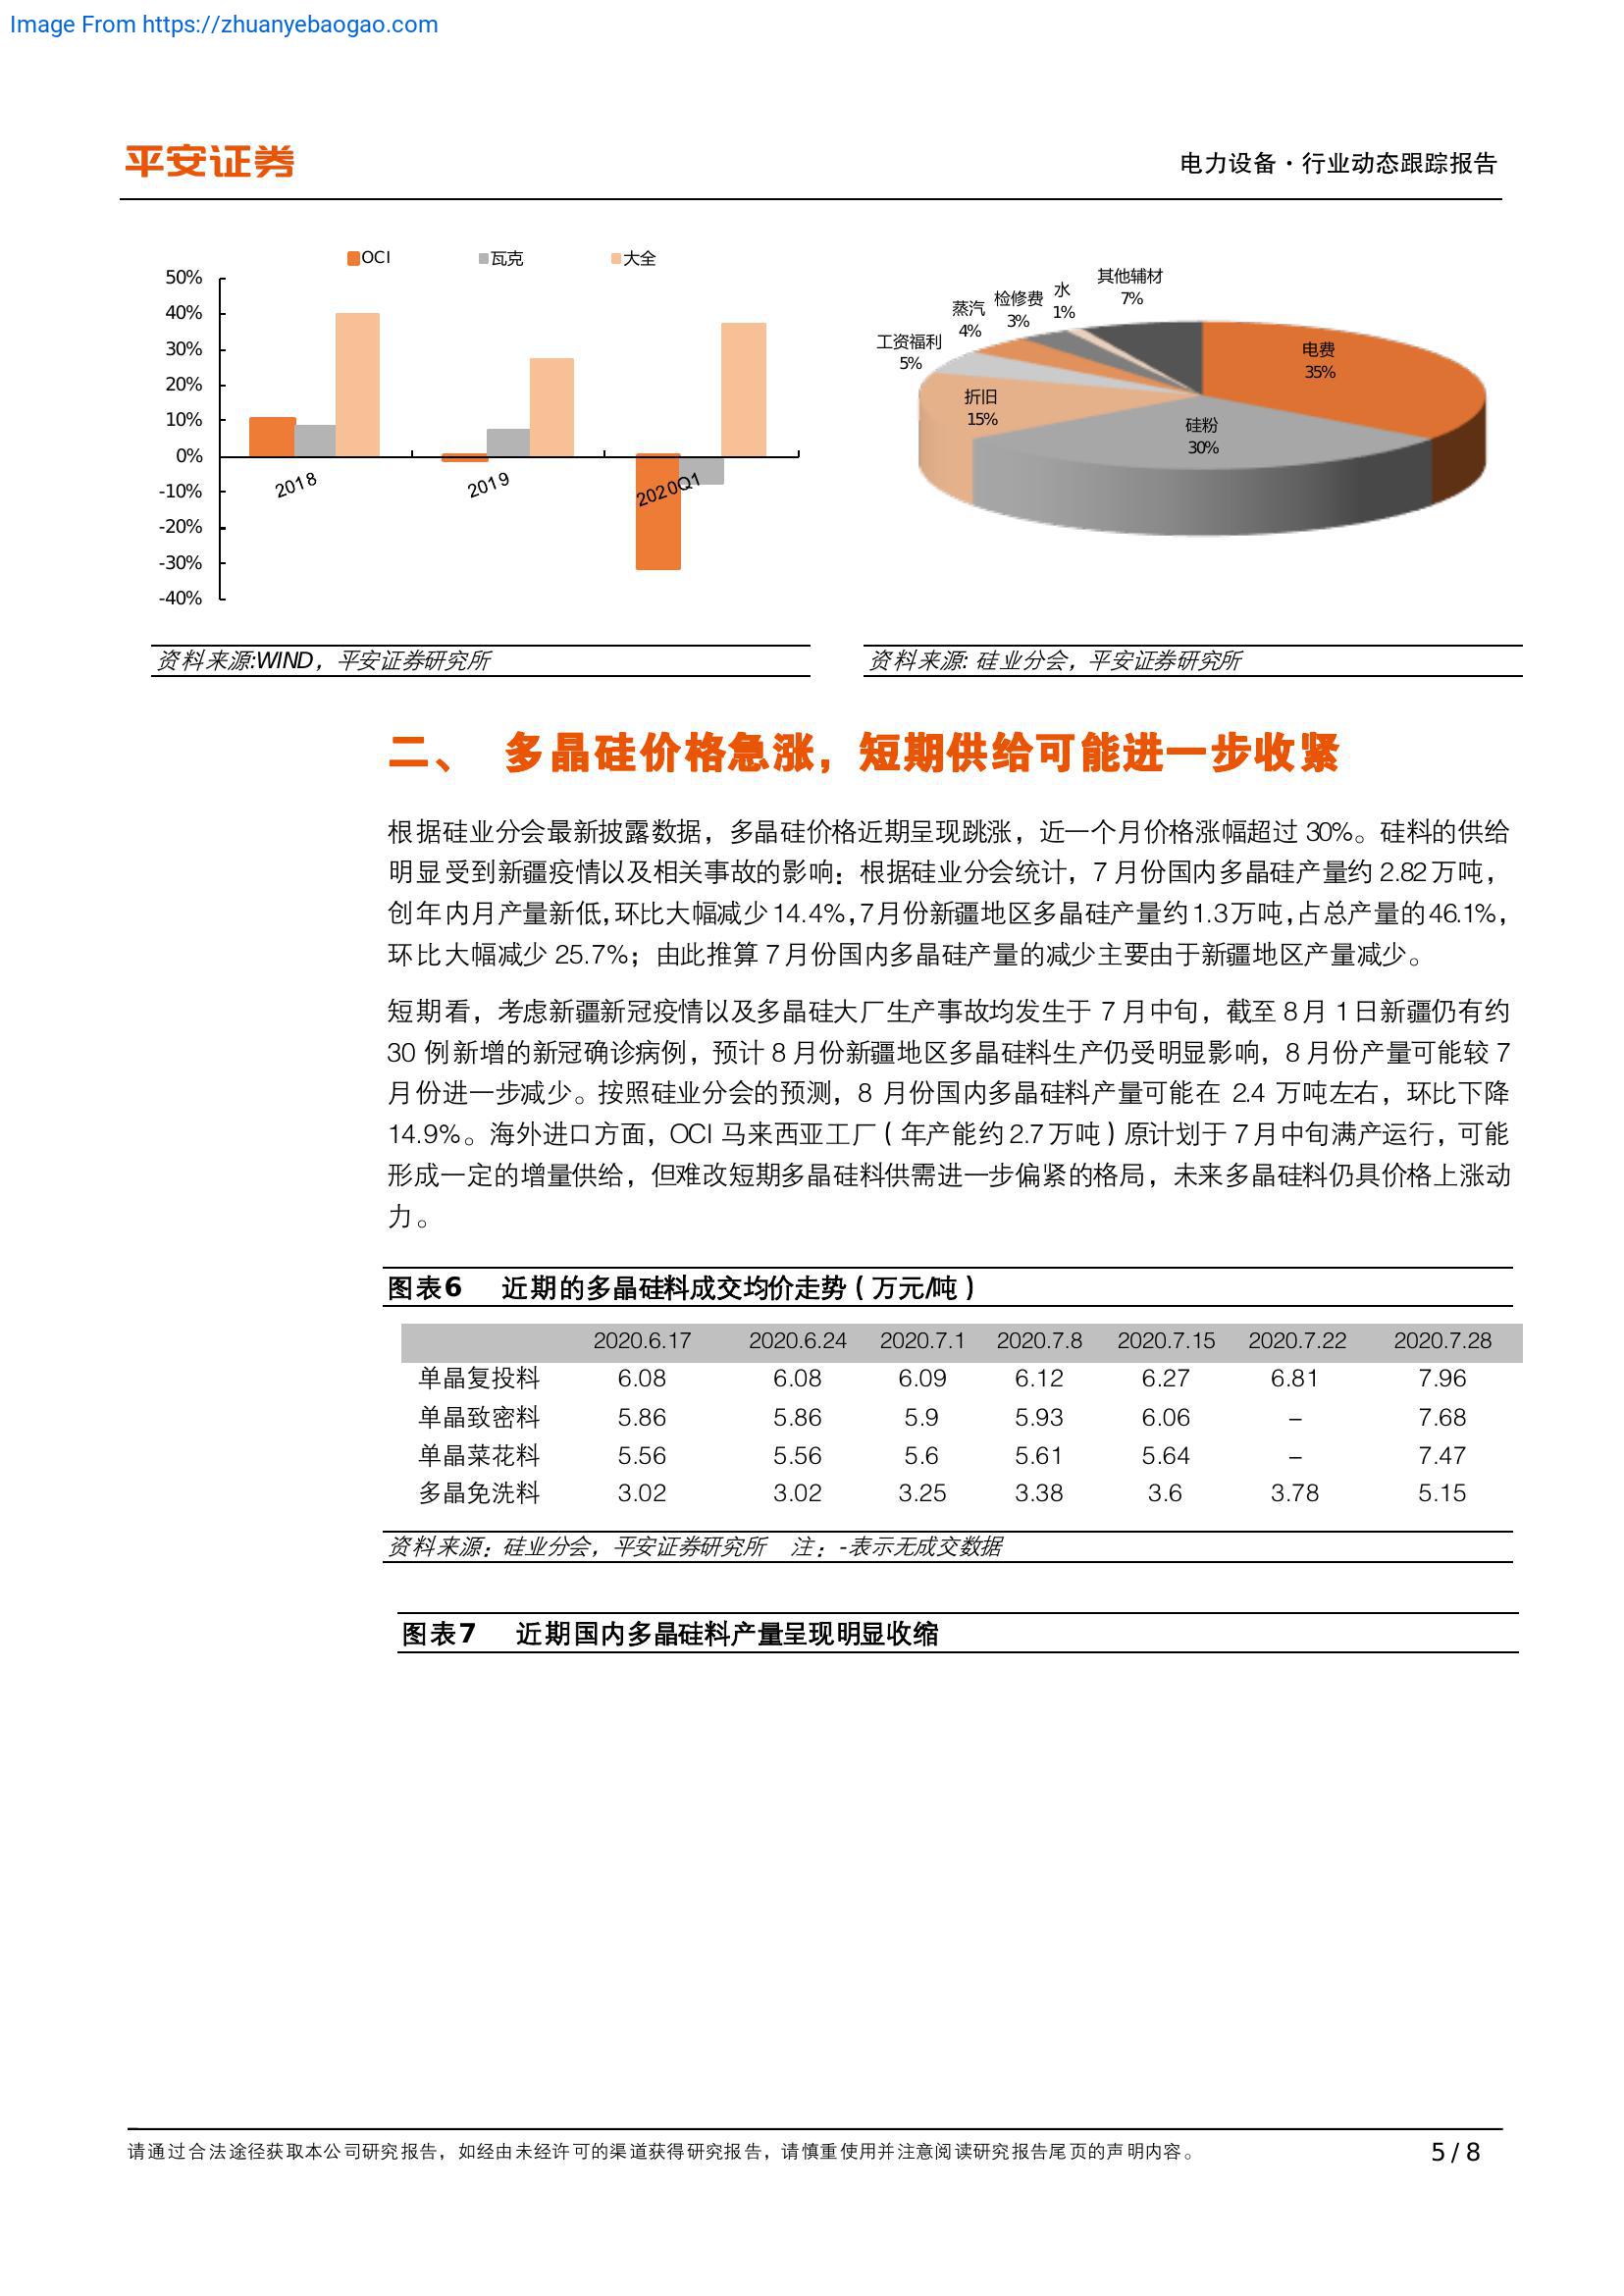 Image From https://zhuanyebaogao.com
平安证券
电力设备·行业动态跟踪报告
OCI 瓦克 大全
50%
40%
30%
20%
10%
0%
-10%
-20%
-30%
-40%
2018 2019 2020Q1
其他辅材
7%
水
1%
检修费
3%
蒸汽
4%
工资福利
5%
电费
35%
折旧
15%
硅粉
30%
资料来源:WIND，平安证券研究所
资料来源: 硅业分会，平安证券研究所
二、 多晶硅价格急涨，短期供给可能进一步收紧
根据硅业分会最新披露数据，多晶硅价格近期呈现跳涨，近一个月价格涨幅超过 30%。硅料的供给
明显受到新疆疫情以及相关事故的影响：根据硅业分会统计，7 月份国内多晶硅产量约 2.82 万吨，
创年内月产量新低，环比大幅减少 14.4%，7 月份新疆地区多晶硅产量约 1.3 万吨，占总产量的 46.1%，
环比大幅减少 25.7%；由此推算 7 月份国内多晶硅产量的减少主要由于新疆地区产量减少。
短期看，考虑新疆新冠疫情以及多晶硅大厂生产事故均发生于 7 月中旬，截至 8 月 1 日新疆仍有约
30 例新增的新冠确诊病例，预计 8 月份新疆地区多晶硅料生产仍受明显影响，8 月份产量可能较 7
月份进一步减少。按照硅业分会的预测，8 月份国内多晶硅料产量可能在 2.4 万吨左右，环比下降
14.9%。海外进口方面，OCI 马来西亚工厂（年产能约 2.7 万吨）原计划于 7 月中旬满产运行，可能
形成一定的增量供给，但难改短期多晶硅料供需进一步偏紧的格局，未来多晶硅料仍具价格上涨动
力。
图表6 近期的多晶硅料成交均价走势（万元/吨）
2020.6.17 2020.6.24 2020.7.1 2020.7.8 2020.7.15 2020.7.22 2020.7.28
单晶复投料 6.08 6.08 6.09 6.12 6.27 6.81 7.96
单晶致密料 5.86 5.86 5.9 5.93 6.06 – 7.68
单晶菜花料 5.56 5.56 5.6 5.61 5.64 – 7.47
多晶免洗料 3.02 3.02 3.25 3.38 3.6 3.78 5.15
资料来源：硅业分会，平安证券研究所 注：-表示无成交数据
图表7 近期国内多晶硅料产量呈现明显收缩
请通过合法途径获取本公司研究报告，如经由未经许可的渠道获得研究报告，请慎重使用并注意阅读研究报告尾页的声明内容。
5 / 8